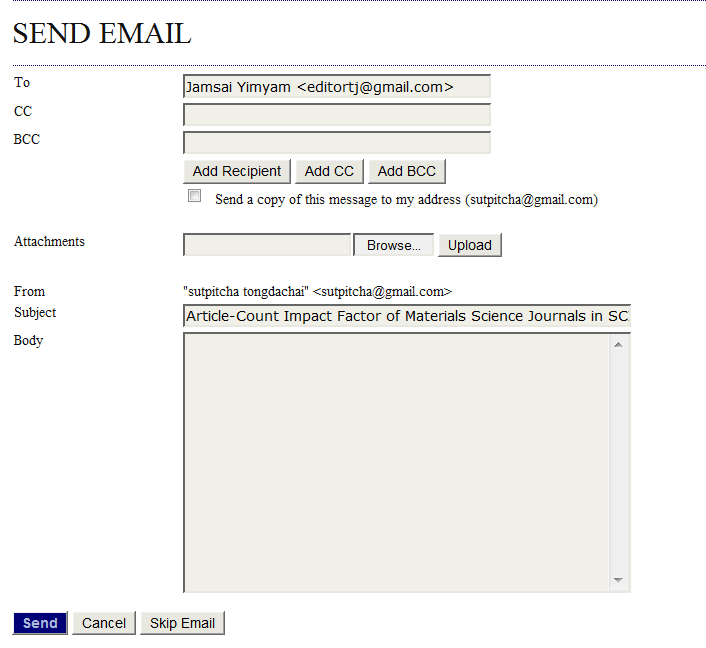 SEND EMAIL
To Jamsai Yimyam <editortj@gmail.com>
CC
BCC
Add Recipient Add CC Add BCC
Send a copy of this message to my address (sutpitcha@gmail.com)
Attachments Browse... Upload
From "sutpitcha tongdachai" <sutpitcha@gmail.com>
Subject Article-Count Impact Factor of Materials Science Journals in SC
Body
Send Cancel Skip Email